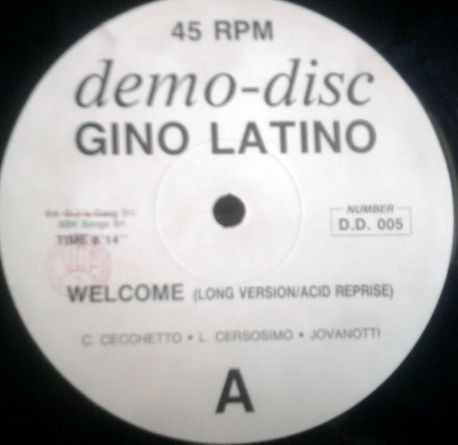 45 RPM
demo-disc
GINO LATINO
NUMBER
D.D. 005
TIME 6'14"
WELCOME (LONG VERSION/ACID REPRISE)
C. CECCHETTO • L. CERSOSIMO • JOVANOTTI
A